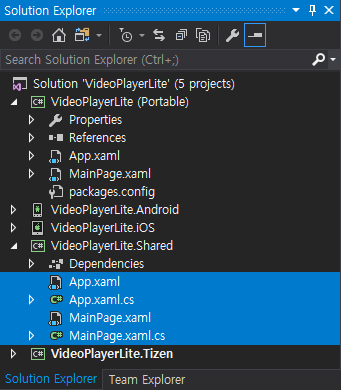 Solution Explorer
Search Solution Explorer (Ctrl+;)
Solution 'VideoPlayerLite' (5 projects)
VideoPlayerLite (Portable)
Properties
References
App.xaml
MainPage.xaml
packages.config
VideoPlayerLite.Android
VideoPlayerLite.iOS
VideoPlayerLite.Shared
Dependencies
App.xaml
App.xaml.cs
MainPage.xaml
MainPage.xaml.cs
VideoPlayerLite.Tizen
Solution Explorer Team Explorer